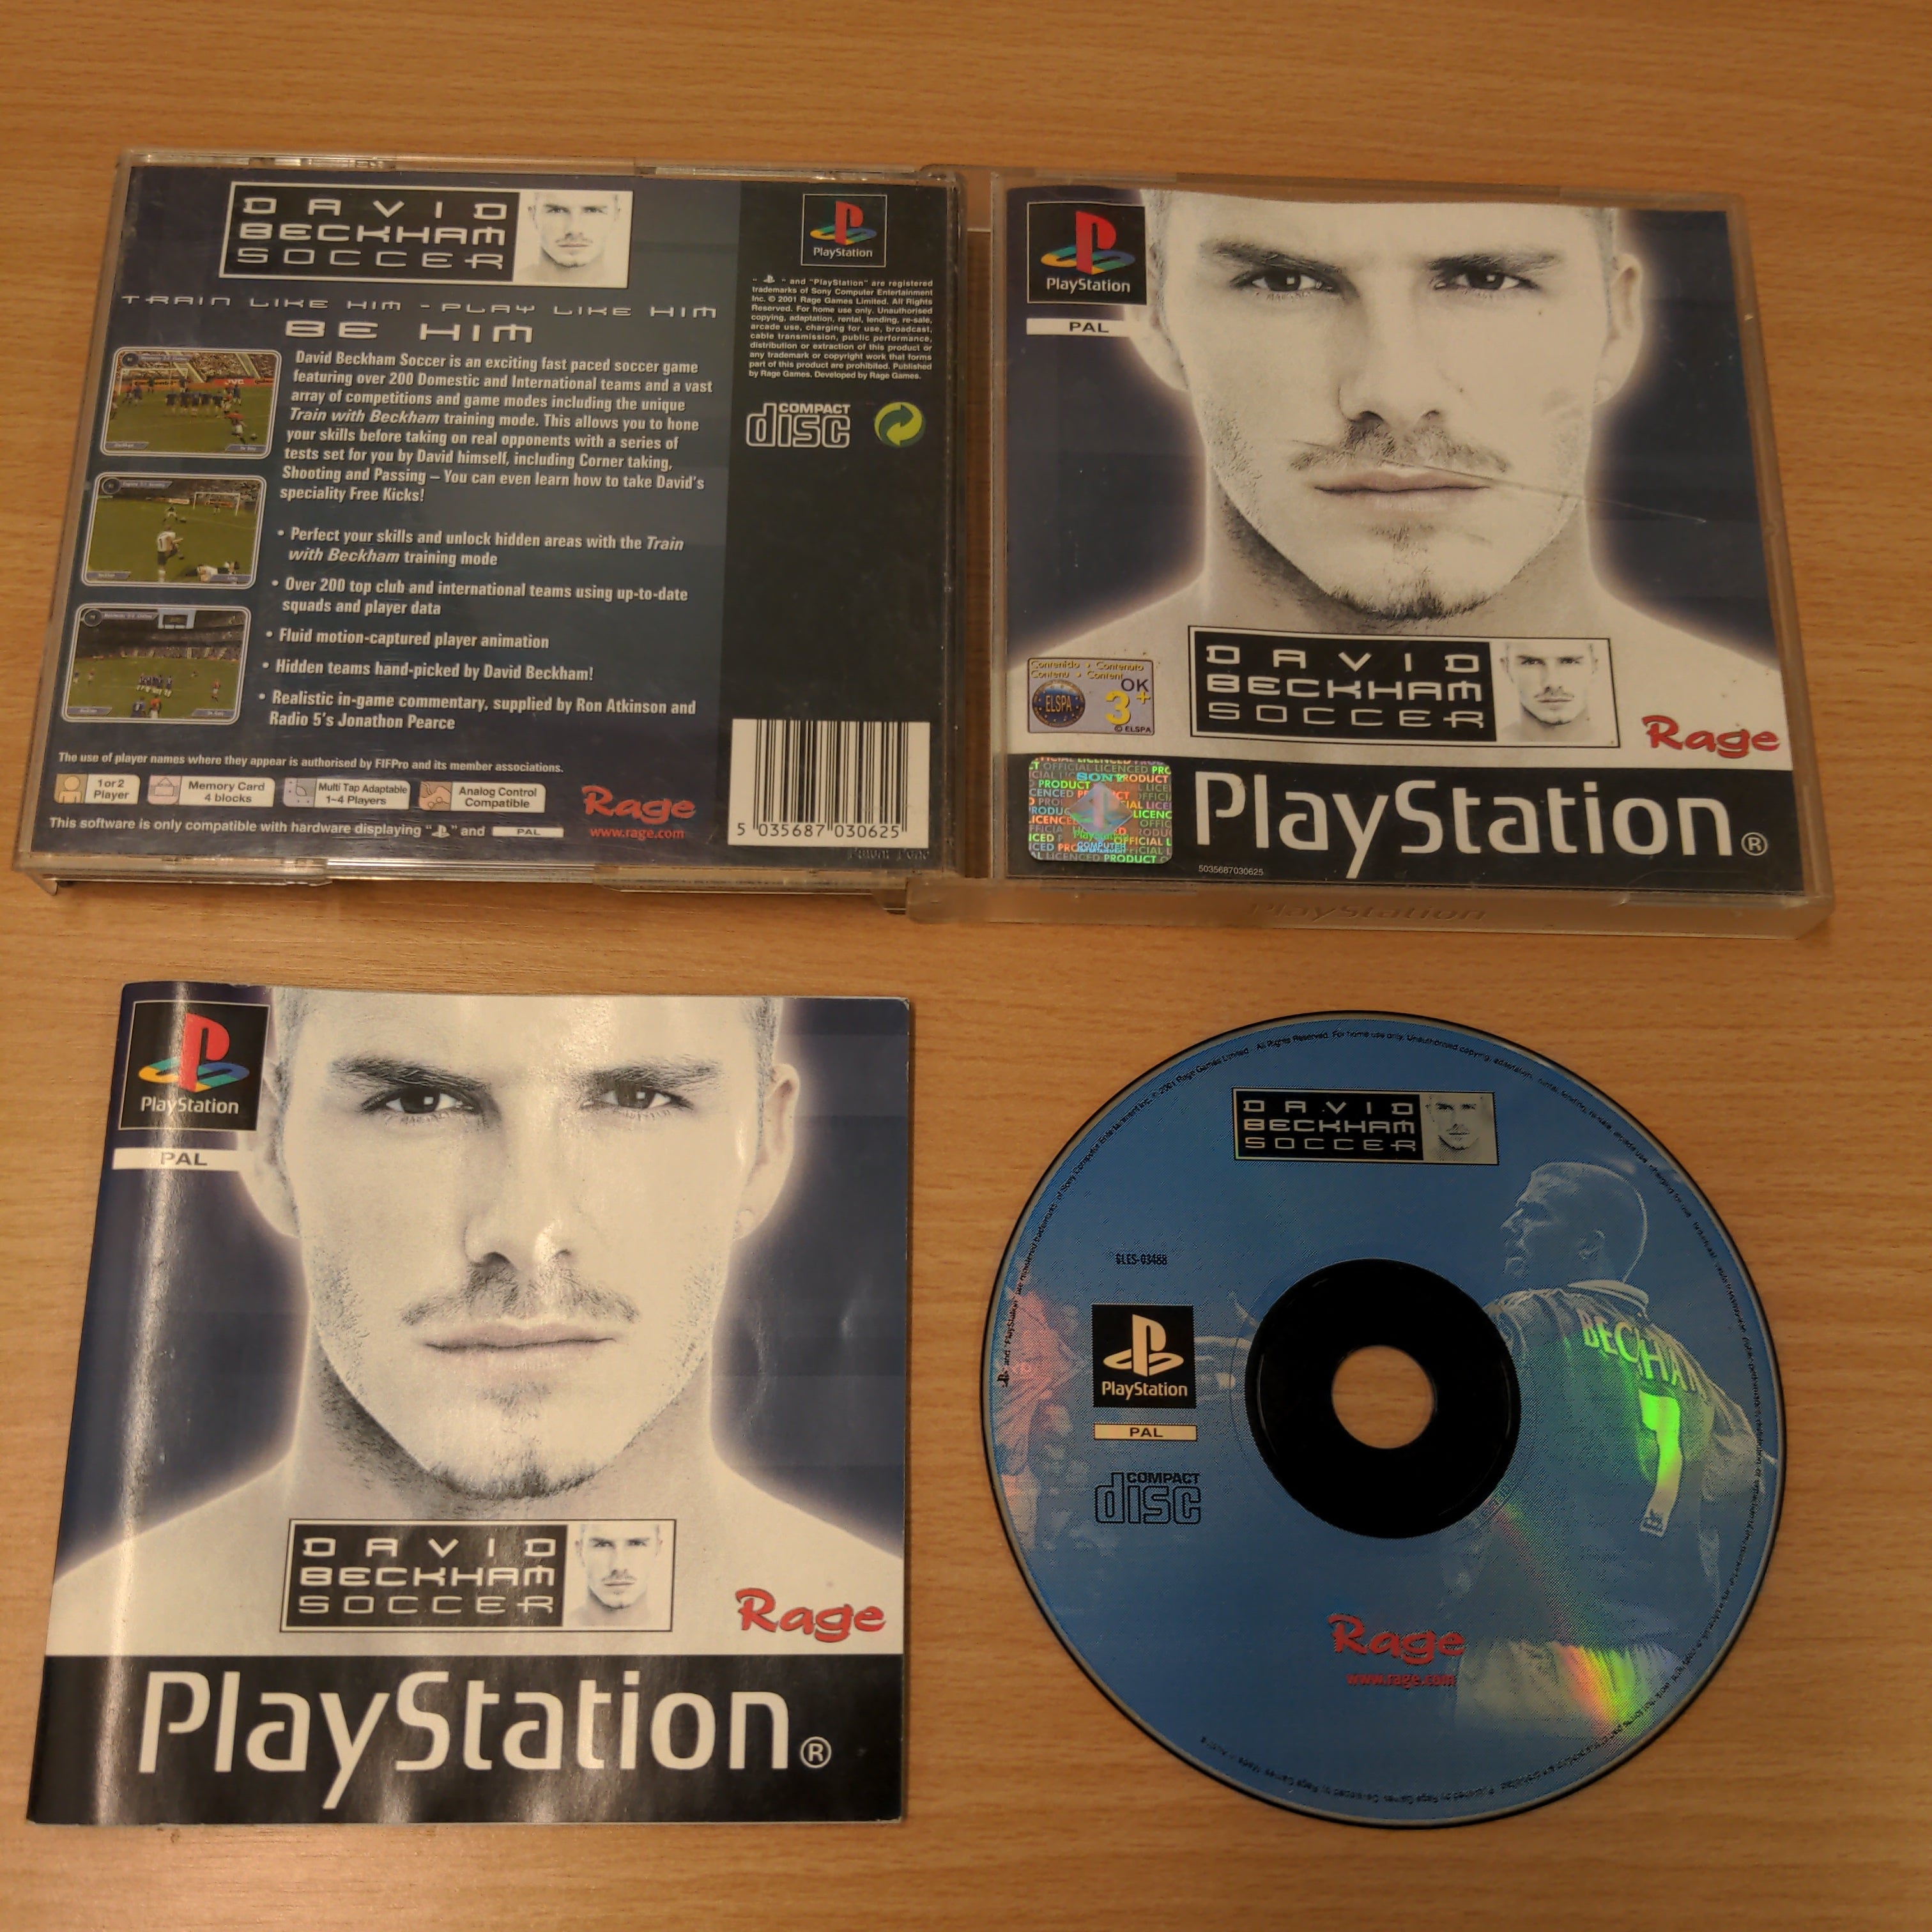 DAVID
BECKHAM
SOCCER
TRAIN LIKE HIM - PLAY LIKE HIM
BE HIM
David Beckham Soccer is an exciting fast paced soccer game
featuring over 200 Domestic and International teams and a vast
array of competitions and game modes including the unique
Train with Beckham training mode. This allows you to hone
your skills before taking on real opponents with a series of
tests set for you by David himself, including Corner taking,
Shooting and Passing – You can even learn how to take David's
speciality Free Kicks!
• Perfect your skills and unlock hidden areas with the Train
with Beckham training mode
• Over 200 top club and international teams using up-to-date
squads and player data
• Fluid motion-captured player animation
• Hidden teams hand-picked by David Beckham!
• Realistic in-game commentary, supplied by Ron Atkinson and
Radio 5's Jonathon Pearce
The use of player names where they appear is authorised by FIFPro and its member associations.
1 or 2
Player
Memory Card
4 blocks
Multi Tap Adaptable
1~4 Players
Analog Control
Compatible
Rage
www.rage.com
This software is only compatible with hardware displaying " " and PAL
PlayStation
" " and "PlayStation" are registered
trademarks of Sony Computer Entertainment
Inc. © 2001 Rage Games Limited. All Rights
Reserved. For home use only. Unauthorised
copying, adaptation, rental, lending, re-sale,
arcade use, charging for use, broadcast,
cable transmission, public performance,
distribution or extraction of this product or
any trademark or copyright work that forms
part of this product are prohibited. Published
by Rage Games. Developed by Rage Games.
COMPACT
disc
5 035687 030625
PlayStation
PAL
DAVID
BECKHAM
SOCCER
Contenido • Contenuto
Contenu • Content
ELSPA
OK
3+
© ELSPA
Rage
SONY
OFFICIAL LICENCED PRODUCT
PlayStation®
5035687030625
PlayStation
PlayStation
PAL
DAVID
BECKHAM
SOCCER
Rage
PlayStation®
DAVID
BECKHAM
SOCCER
SLES-03488
BECKHAM
7
PlayStation
PAL
COMPACT
disc
Rage
www.rage.com